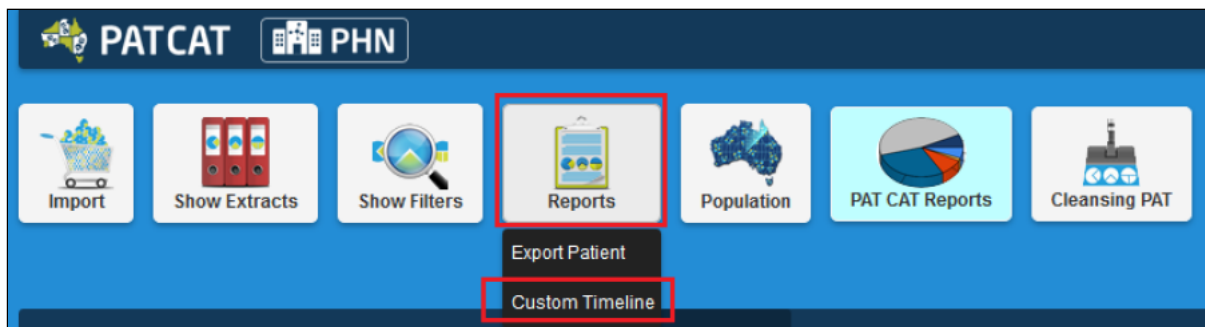 PATCAT PHN
Import Show Extracts Show Filters Reports Population PAT CAT Reports Cleansing PAT
Export Patient
Custom Timeline